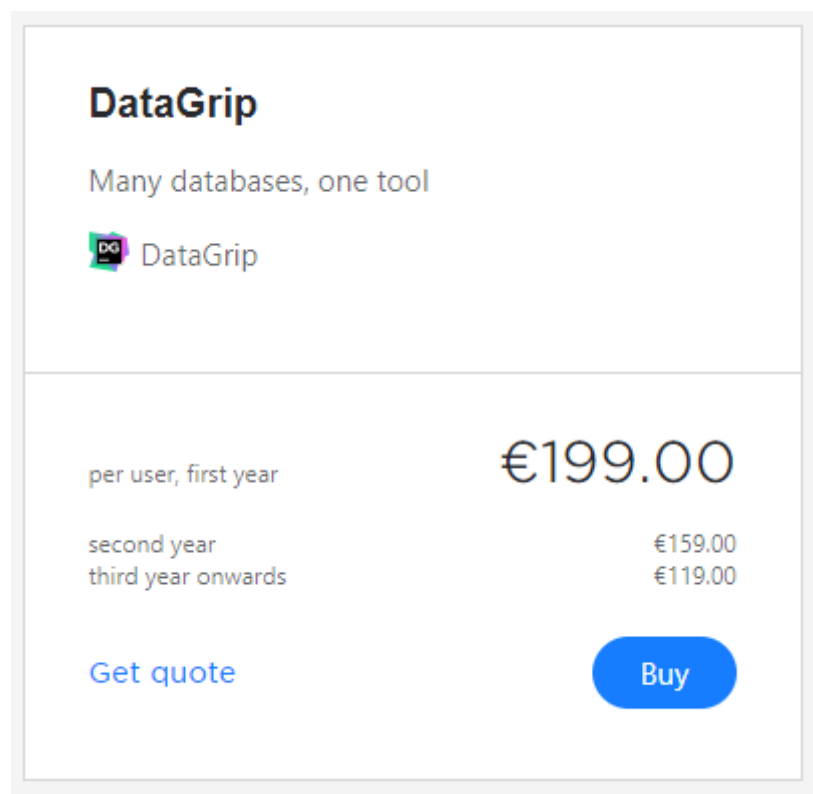 DataGrip
Many databases, one tool
DG DataGrip
per user, first year €199.00
second year €159.00
third year onwards €119.00
Get quote Buy